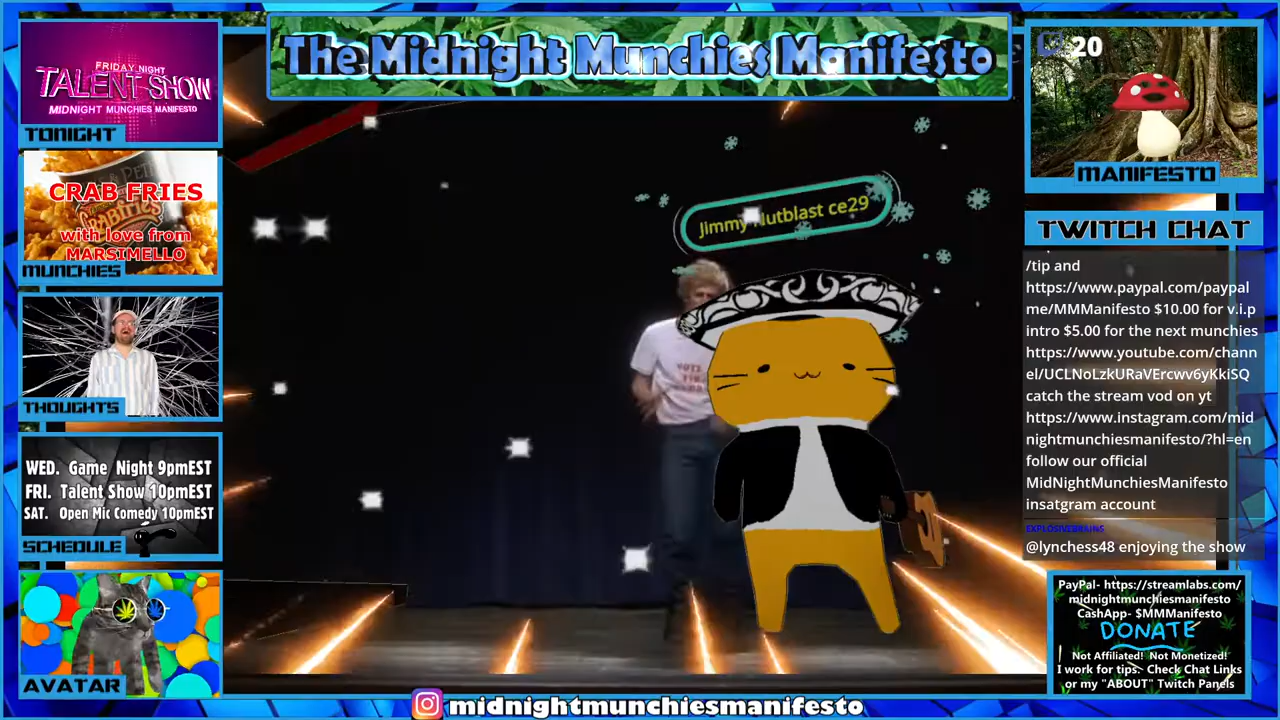 The Midnight Munchies Manifesto
FRIDAY NIGHT
TALENT SHOW
MIDNIGHT MUNCHIES MANIFESTO
TONIGHT
CRAB FRIES
with love from
MARSIMELLO
MUNCHIES
THOUGHTS
WED. Game Night 9pmEST
FRI. Talent Show 10pmEST
SAT. Open Mic Comedy 10pmEST
SCHEDULE
AVATAR
Jimmy Nutblast ce29
VOTE
20
MANIFESTO
TWITCH CHAT
/tip and
https://www.paypal.com/paypal
me/MMManifesto $10.00 for v.i.p
intro $5.00 for the next munchies
https://www.youtube.com/chann
el/UCLNoLzkURaVErcwv6yKkiSQ
catch the stream vod on yt
https://www.instagram.com/mid
nightmunchiesmanifesto/?hl=en
follow our official
MidNightMunchiesManifesto
insatgram account
EXPLOSIVEBRAINS
@lynchess48 enjoying the show
PayPal- https://streamlabs.com/
midnightmunchiesmanifesto
CashApp- $MMManifesto
DONATE
Not Affiliated! Not Monetized!
I work for tips- Check Chat Links
or my "ABOUT" Twitch Panels
midnightmunchiesmanifesto